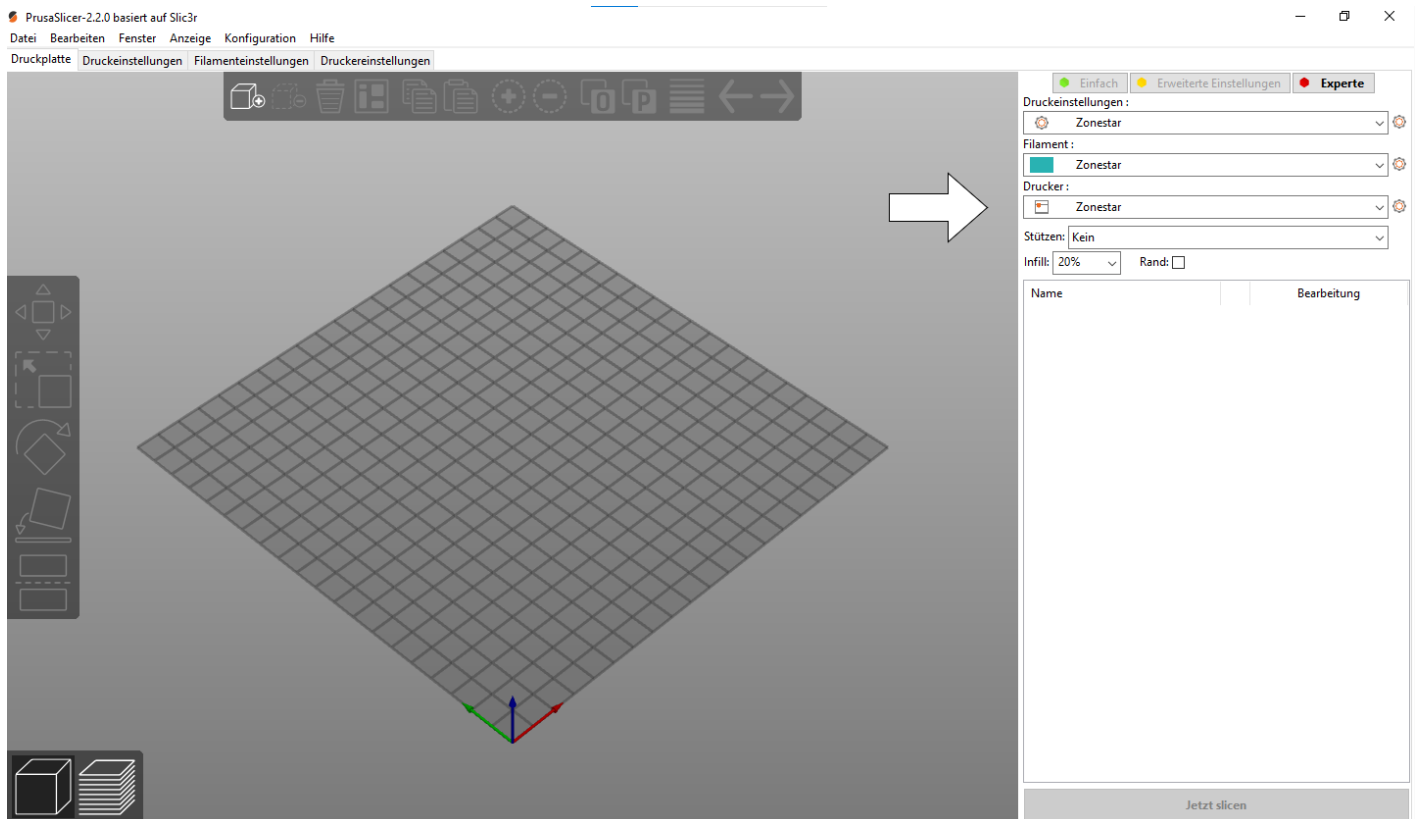 PrusaSlicer-2.2.0 basiert auf Slic3r
Datei Bearbeiten Fenster Anzeige Konfiguration Hilfe
Druckplatte Druckeinstellungen Filamenteinstellungen Druckereinstellungen
Einfach Erweiterte Einstellungen Experte
Druckeinstellungen :
Zonestar
Filament :
Zonestar
Drucker :
Zonestar
Stützen: Kein
Infill: 20% Rand:
Name Bearbeitung
Jetzt slicen